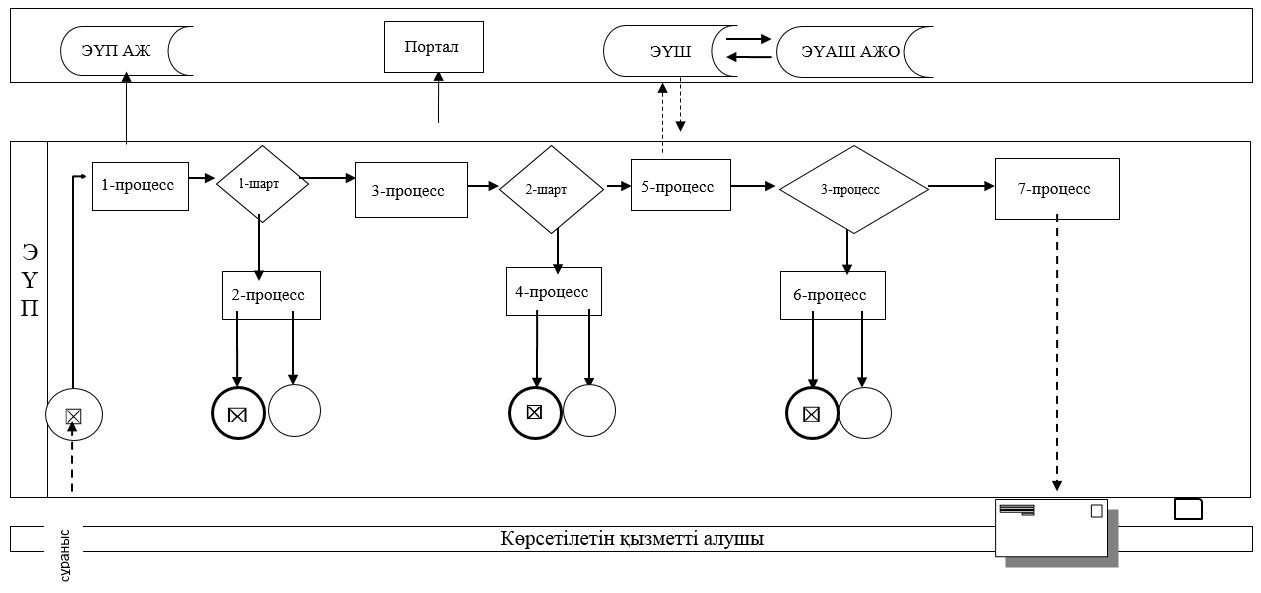 ЭҮП АЖ
Портал
ЭҮШ
ЭҮАШ АЖО
ЭҮП
1-процесс
1-шарт
3-процесс
2-шарт
5-процесс
3-процесс
7-процесс
2-процесс
4-процесс
6-процесс
сұраныс
Көрсетілетін қызметті алушы